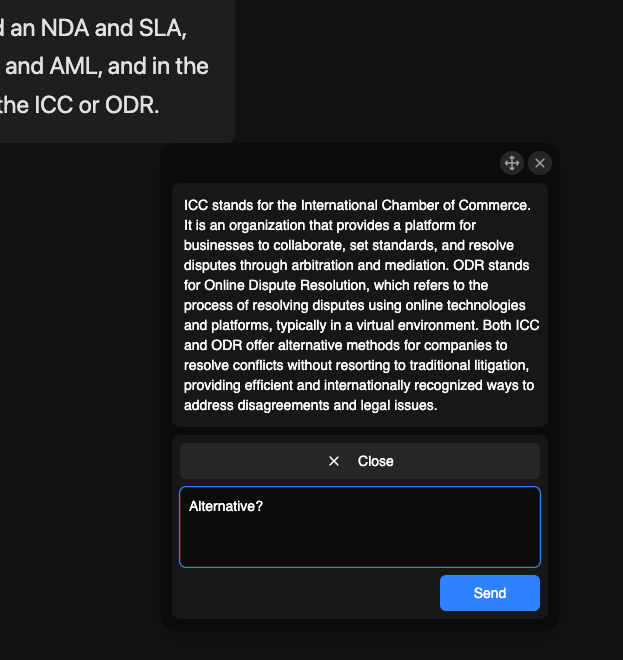 an NDA and SLA,
and AML, and in the
the ICC or ODR.
ICC stands for the International Chamber of Commerce.
It is an organization that provides a platform for
businesses to collaborate, set standards, and resolve
disputes through arbitration and mediation. ODR stands
for Online Dispute Resolution, which refers to the
process of resolving disputes using online technologies
and platforms, typically in a virtual environment. Both ICC
and ODR offer alternative methods for companies to
resolve conflicts without resorting to traditional litigation,
providing efficient and internationally recognized ways to
address disagreements and legal issues.
Close
Alternative?
Send